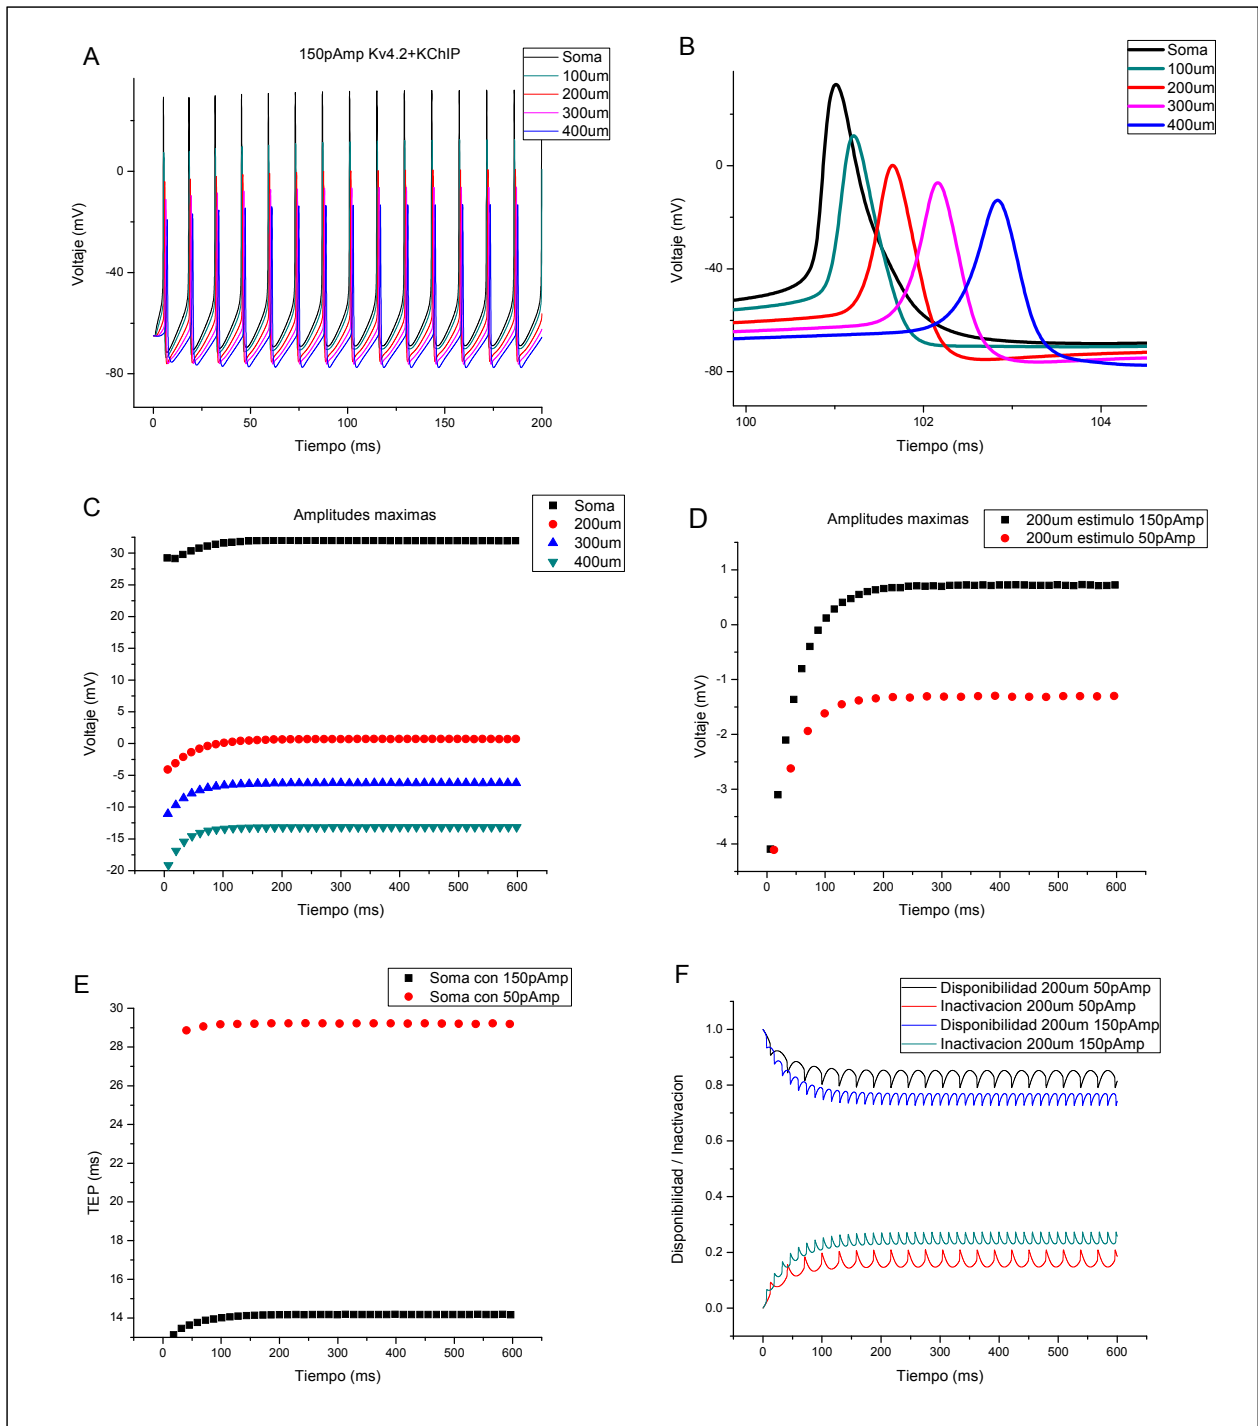 A
150pAmp Kv4.2+KChIP
Soma
100um
200um
300um
400um
0
-40
-80
Voltaje (mV)
0
50
100
150
200
Tiempo (ms)
B
Soma
100um
200um
300um
400um
0
-40
-80
Voltaje (mV)
100
102
104
Tiempo (ms)
C
Amplitudes maximas
Soma
200um
300um
400um
30
25
20
15
10
5
0
-5
-10
-15
-20
Voltaje (mV)
0
100
200
300
400
500
600
Tiempo (ms)
D
Amplitudes maximas
200um estimulo 150pAmp
200um estimulo 50pAmp
1
0
-1
-2
-3
-4
Voltaje (mV)
0
100
200
300
400
500
600
Tiempo (ms)
E
Soma con 150pAmp
Soma con 50pAmp
30
28
26
24
22
20
18
16
14
TEP (ms)
0
100
200
300
400
500
600
Tiempo (ms)
F
Disponibilidad 200um 50pAmp
Inactivacion 200um 50pAmp
Disponibilidad 200um 150pAmp
Inactivacion 200um 150pAmp
1.0
0.8
0.6
0.4
0.2
0.0
Disponibilidad / Inactivacion
0
100
200
300
400
500
600
Tiempo (ms)